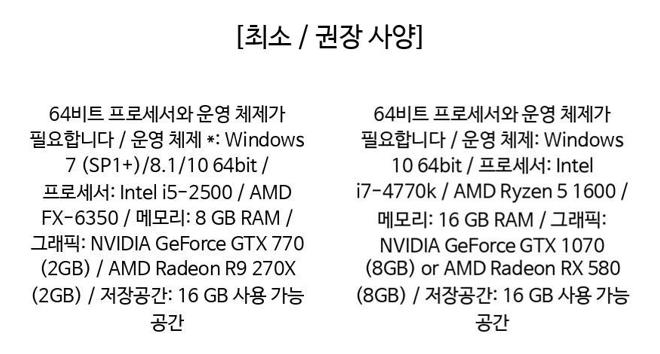 [최소 / 권장 사양]
64비트 프로세서와 운영 체제가
필요합니다 / 운영 체제 *: Windows
7 (SP1+)/8.1/10 64bit /
프로세서: Intel i5-2500 / AMD
FX-6350 / 메모리: 8 GB RAM /
그래픽: NVIDIA GeForce GTX 770
(2GB) / AMD Radeon R9 270X
(2GB) / 저장공간: 16 GB 사용 가능
공간
64비트 프로세서와 운영 체제가
필요합니다 / 운영 체제: Windows
10 64bit / 프로세서: Intel
i7-4770k / AMD Ryzen 5 1600 /
메모리: 16 GB RAM / 그래픽:
NVIDIA GeForce GTX 1070
(8GB) or AMD Radeon RX 580
(8GB) / 저장공간: 16 GB 사용 가능
공간